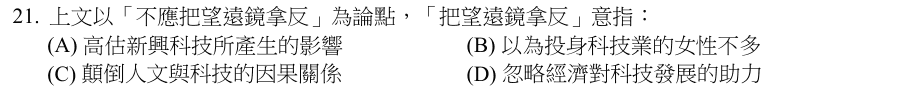 21. 上文以「不應把望遠鏡拿反」為論點，「把望遠鏡拿反」意指：
(A) 高估新興科技所產生的影響 (B) 以為投身科技業的女性不多
(C) 顛倒人文與科技的因果關係 (D) 忽略經濟對科技發展的助力